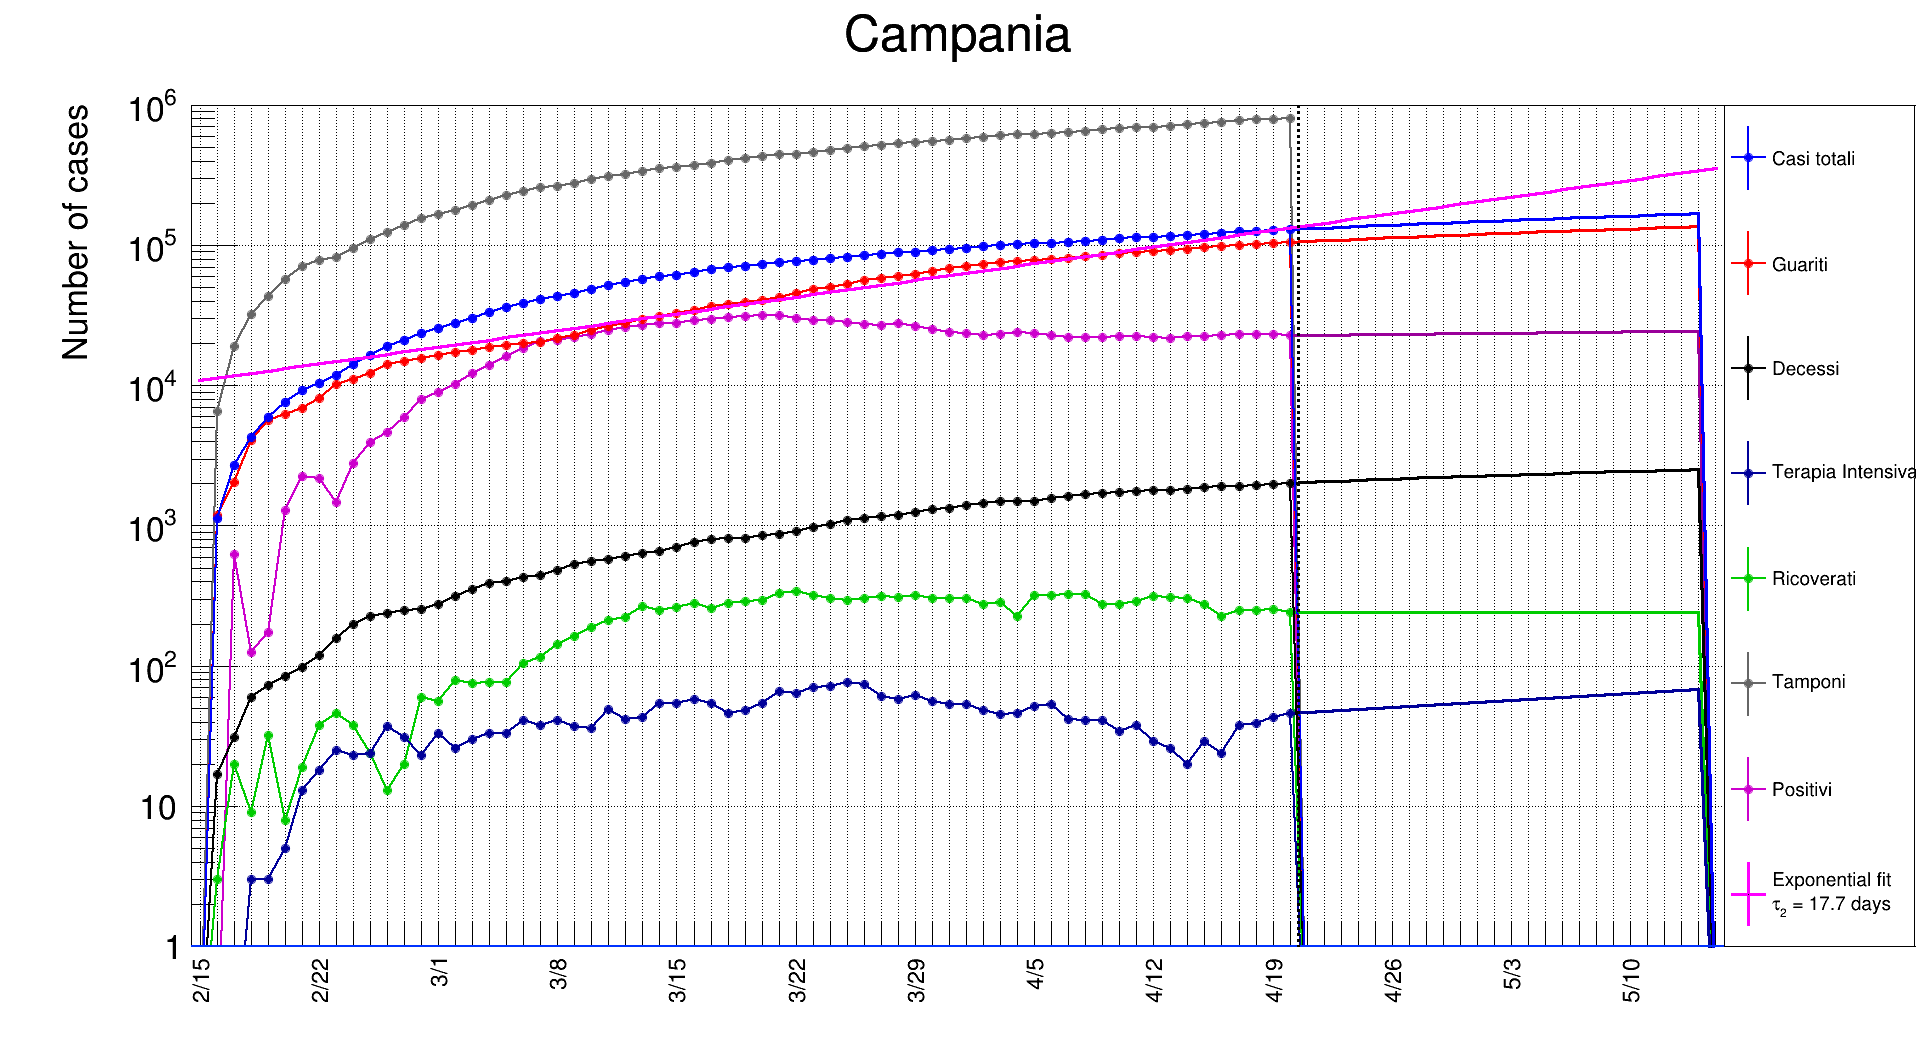 Campania
Number of cases
10^6
10^5
10^4
10^3
10^2
10
1
2/15
2/22
3/1
3/8
3/15
3/22
3/29
4/5
4/12
4/19
4/26
5/3
5/10
Casi totali
Guariti
Decessi
Terapia Intensiva
Ricoverati
Tamponi
Positivi
Exponential fit
τ₂ = 17.7 days